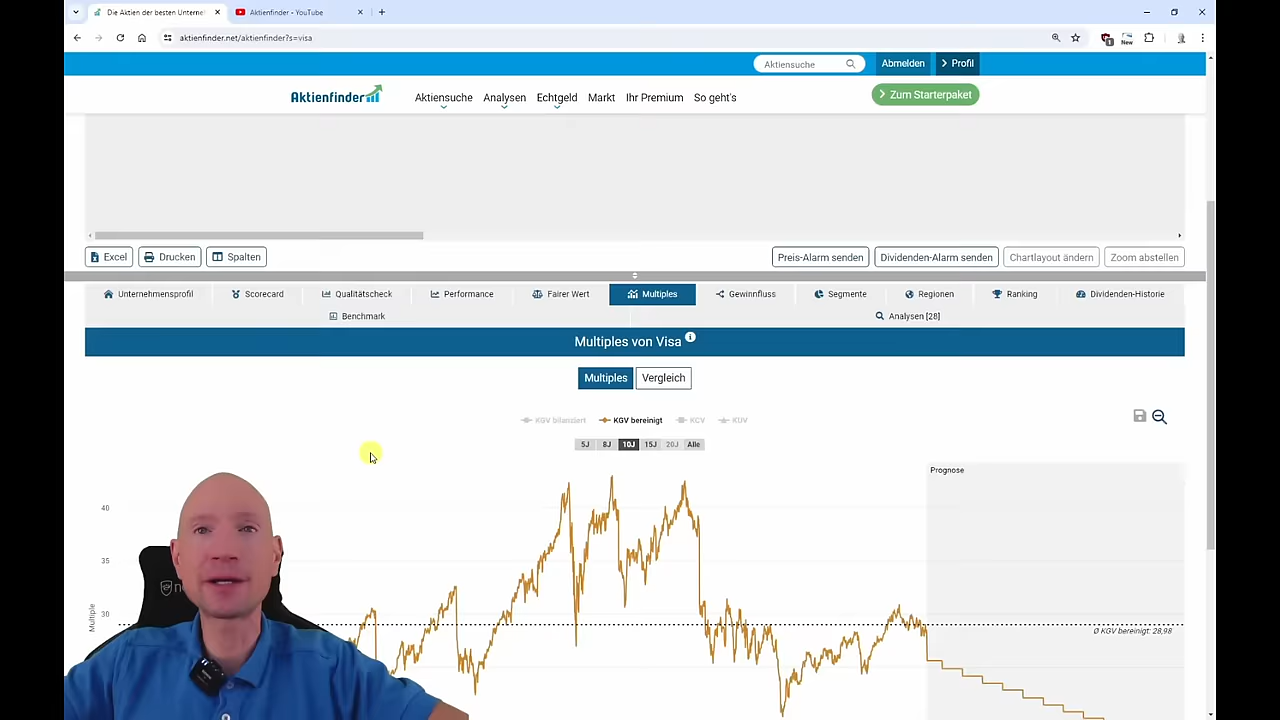 Die Aktien der besten Unterne
Aktienfinder - YouTube
aktienfinder.net/aktienfinder?s=visa
New
Aktiensuche
Abmelden
Profil
Aktienfinder
Aktiensuche
Analysen
Echtgeld
Markt
Ihr Premium
So geht's
Zum Starterpaket
Excel
Drucken
Spalten
Preis-Alarm senden
Dividenden-Alarm senden
Chartlayout ändern
Zoom abstellen
Unternehmensprofil
Scorecard
Qualitätscheck
Performance
Fairer Wert
Multiples
Gewinnfluss
Segmente
Regionen
Ranking
Dividenden-Historie
Benchmark
Analysen [28]
Multiples von Visa
Multiples
Vergleich
KGV bilanziert
KGV bereinigt
KCV
KUV
5J
8J
10J
15J
20J
Alle
Prognose
40
35
30
Multiple
Ø KGV bereinigt: 28,98